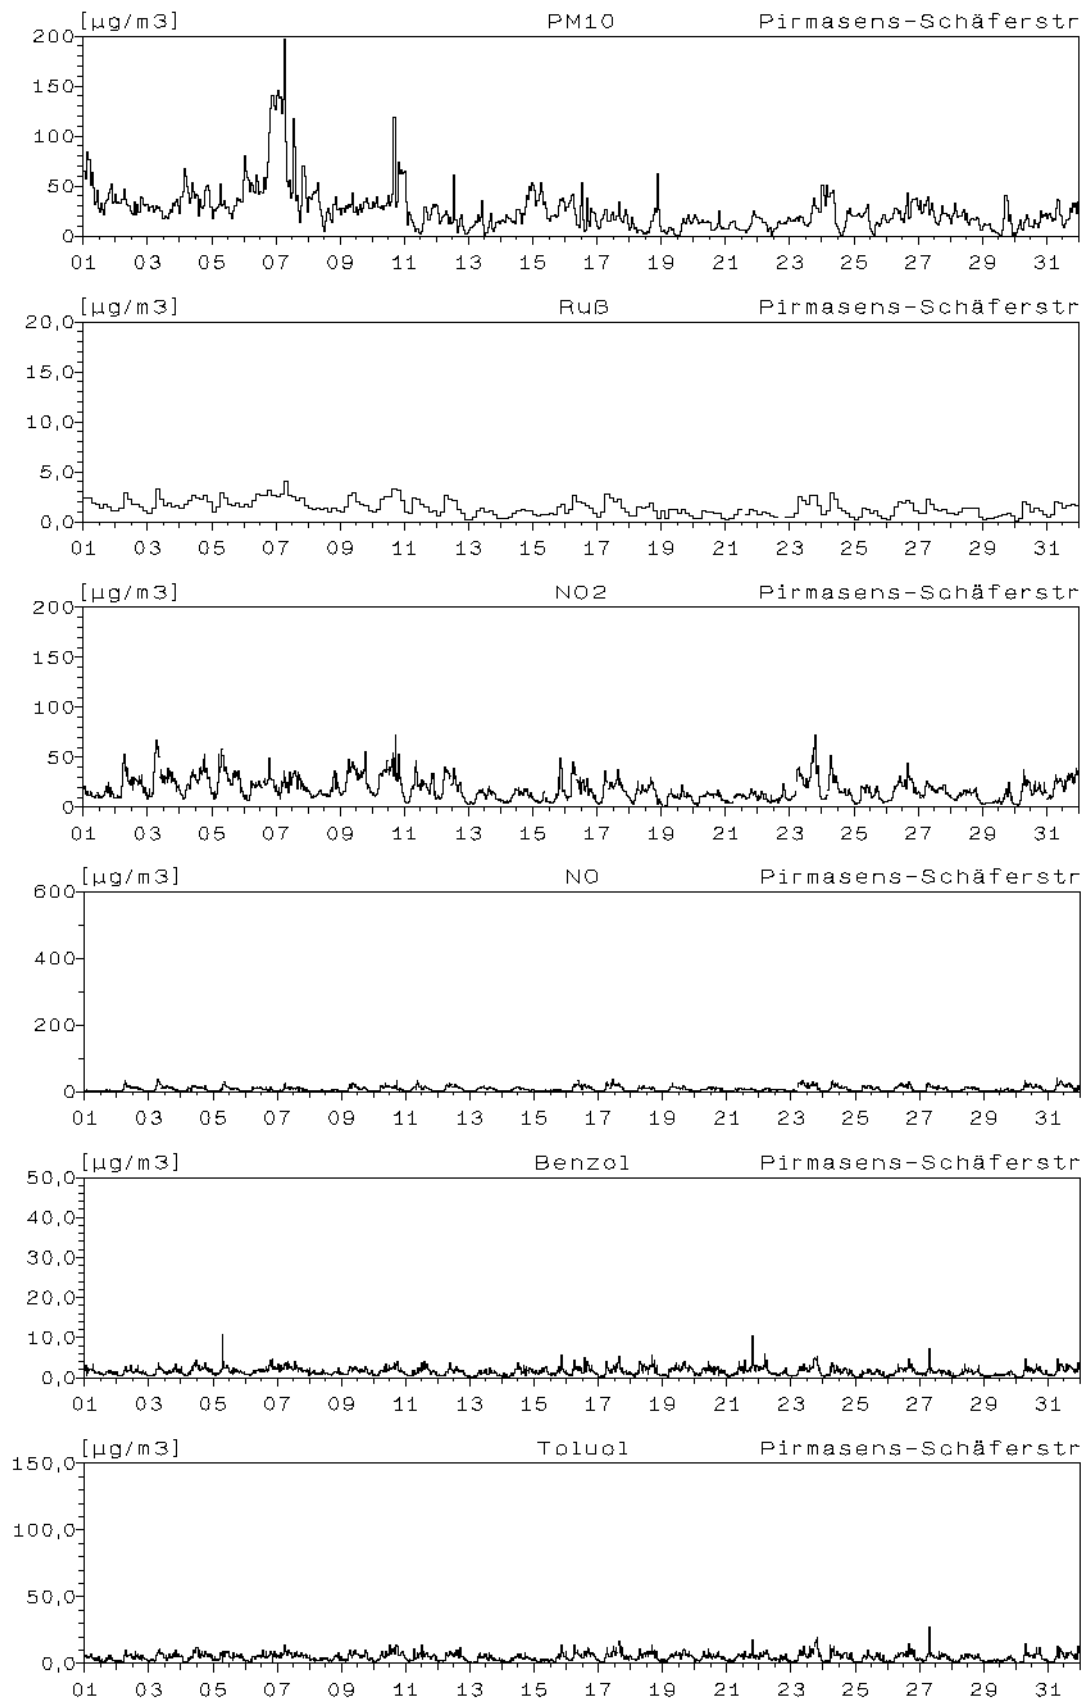 [µg/m3] PM10 Pirmasens-Schäferstr
200
150
100
50
0
01 03 05 07 09 11 13 15 17 19 21 23 25 27 29 31
[µg/m3] Ruß Pirmasens-Schäferstr
20,0
15,0
10,0
5,0
0,0
01 03 05 07 09 11 13 15 17 19 21 23 25 27 29 31
[µg/m3] NO2 Pirmasens-Schäferstr
200
150
100
50
0
01 03 05 07 09 11 13 15 17 19 21 23 25 27 29 31
[µg/m3] NO Pirmasens-Schäferstr
600
400
200
0
01 03 05 07 09 11 13 15 17 19 21 23 25 27 29 31
[µg/m3] Benzol Pirmasens-Schäferstr
50,0
40,0
30,0
20,0
10,0
0,0
01 03 05 07 09 11 13 15 17 19 21 23 25 27 29 31
[µg/m3] Toluol Pirmasens-Schäferstr
150,0
100,0
50,0
0,0
01 03 05 07 09 11 13 15 17 19 21 23 25 27 29 31